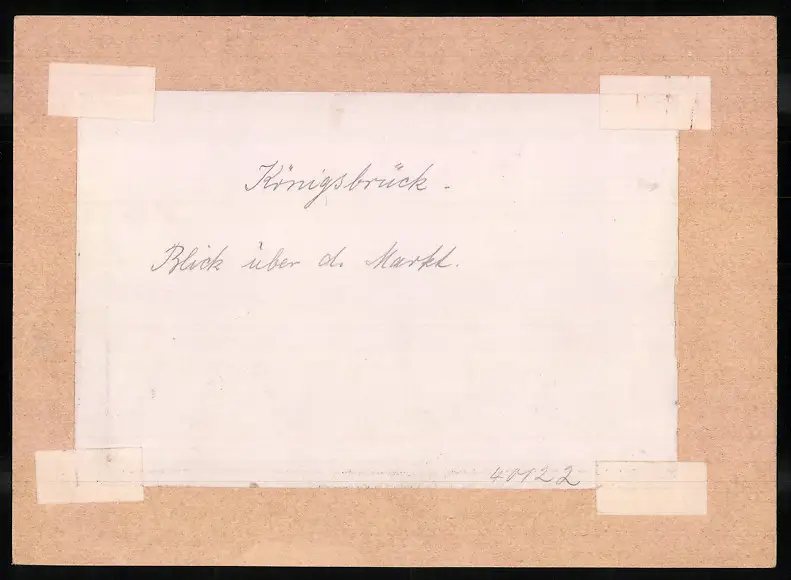 Königsbrück.
Blick über d. Markt.
40122